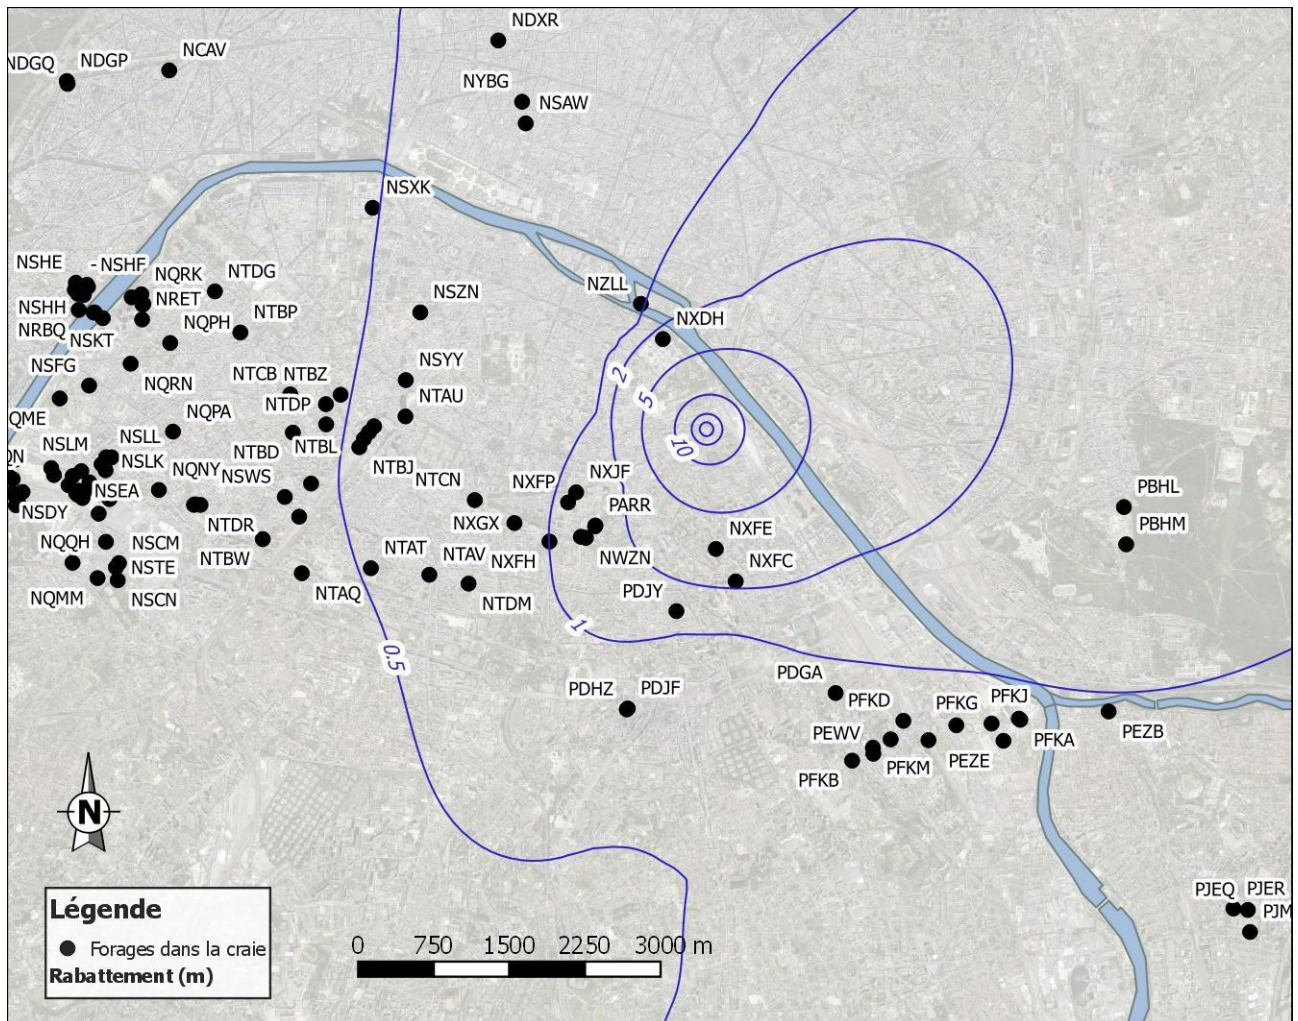 NDXR
NDGQ NDGP NCAV
NYBG NSAW
NSXK
NSHE - NSHF NQRK NTDG
NZLL
NSZN
NSHH NRET NTBP
NXDH
NRBQ NSKT NQPH
NSFG NSYY
2
NTCB NTBZ
NQRN NTAU
5
NTDP
QME NQPA
NSLM NSLL NTBD NTBL 10
QN NSLK NTBJ
NQNY NSWS NTCN NXFP NXJF
PBHL
NSEA
PARR
NSDY NTDR NXGX NXFE PBHM
NQQH NSCM NTBW NTAT NTAV NXFH NWZN NXFC
NSTE
NQMM NSCN NTAQ NTDM PDJY
1
0.5
PDGA
PDHZ PDJF PFKD PFKG PFKJ
PEWV PFKA PEZB
PFKB PFKM PEZE
N
PJEQ PJER
PJM
Légende
Forages dans la craie
Rabattement (m)
0 750 1500 2250 3000 m